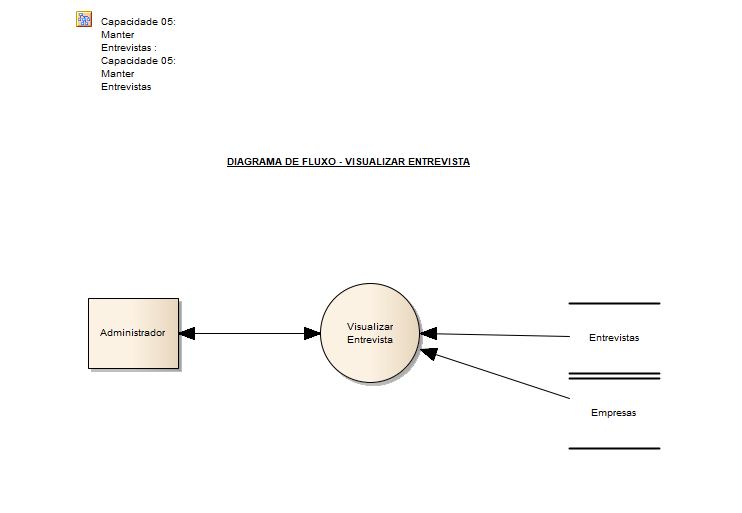 Capacidade 05:
Manter
Entrevistas :
Capacidade 05:
Manter
Entrevistas
DIAGRAMA DE FLUXO - VISUALIZAR ENTREVISTA
Administrador
Visualizar
Entrevista
Entrevistas
Empresas